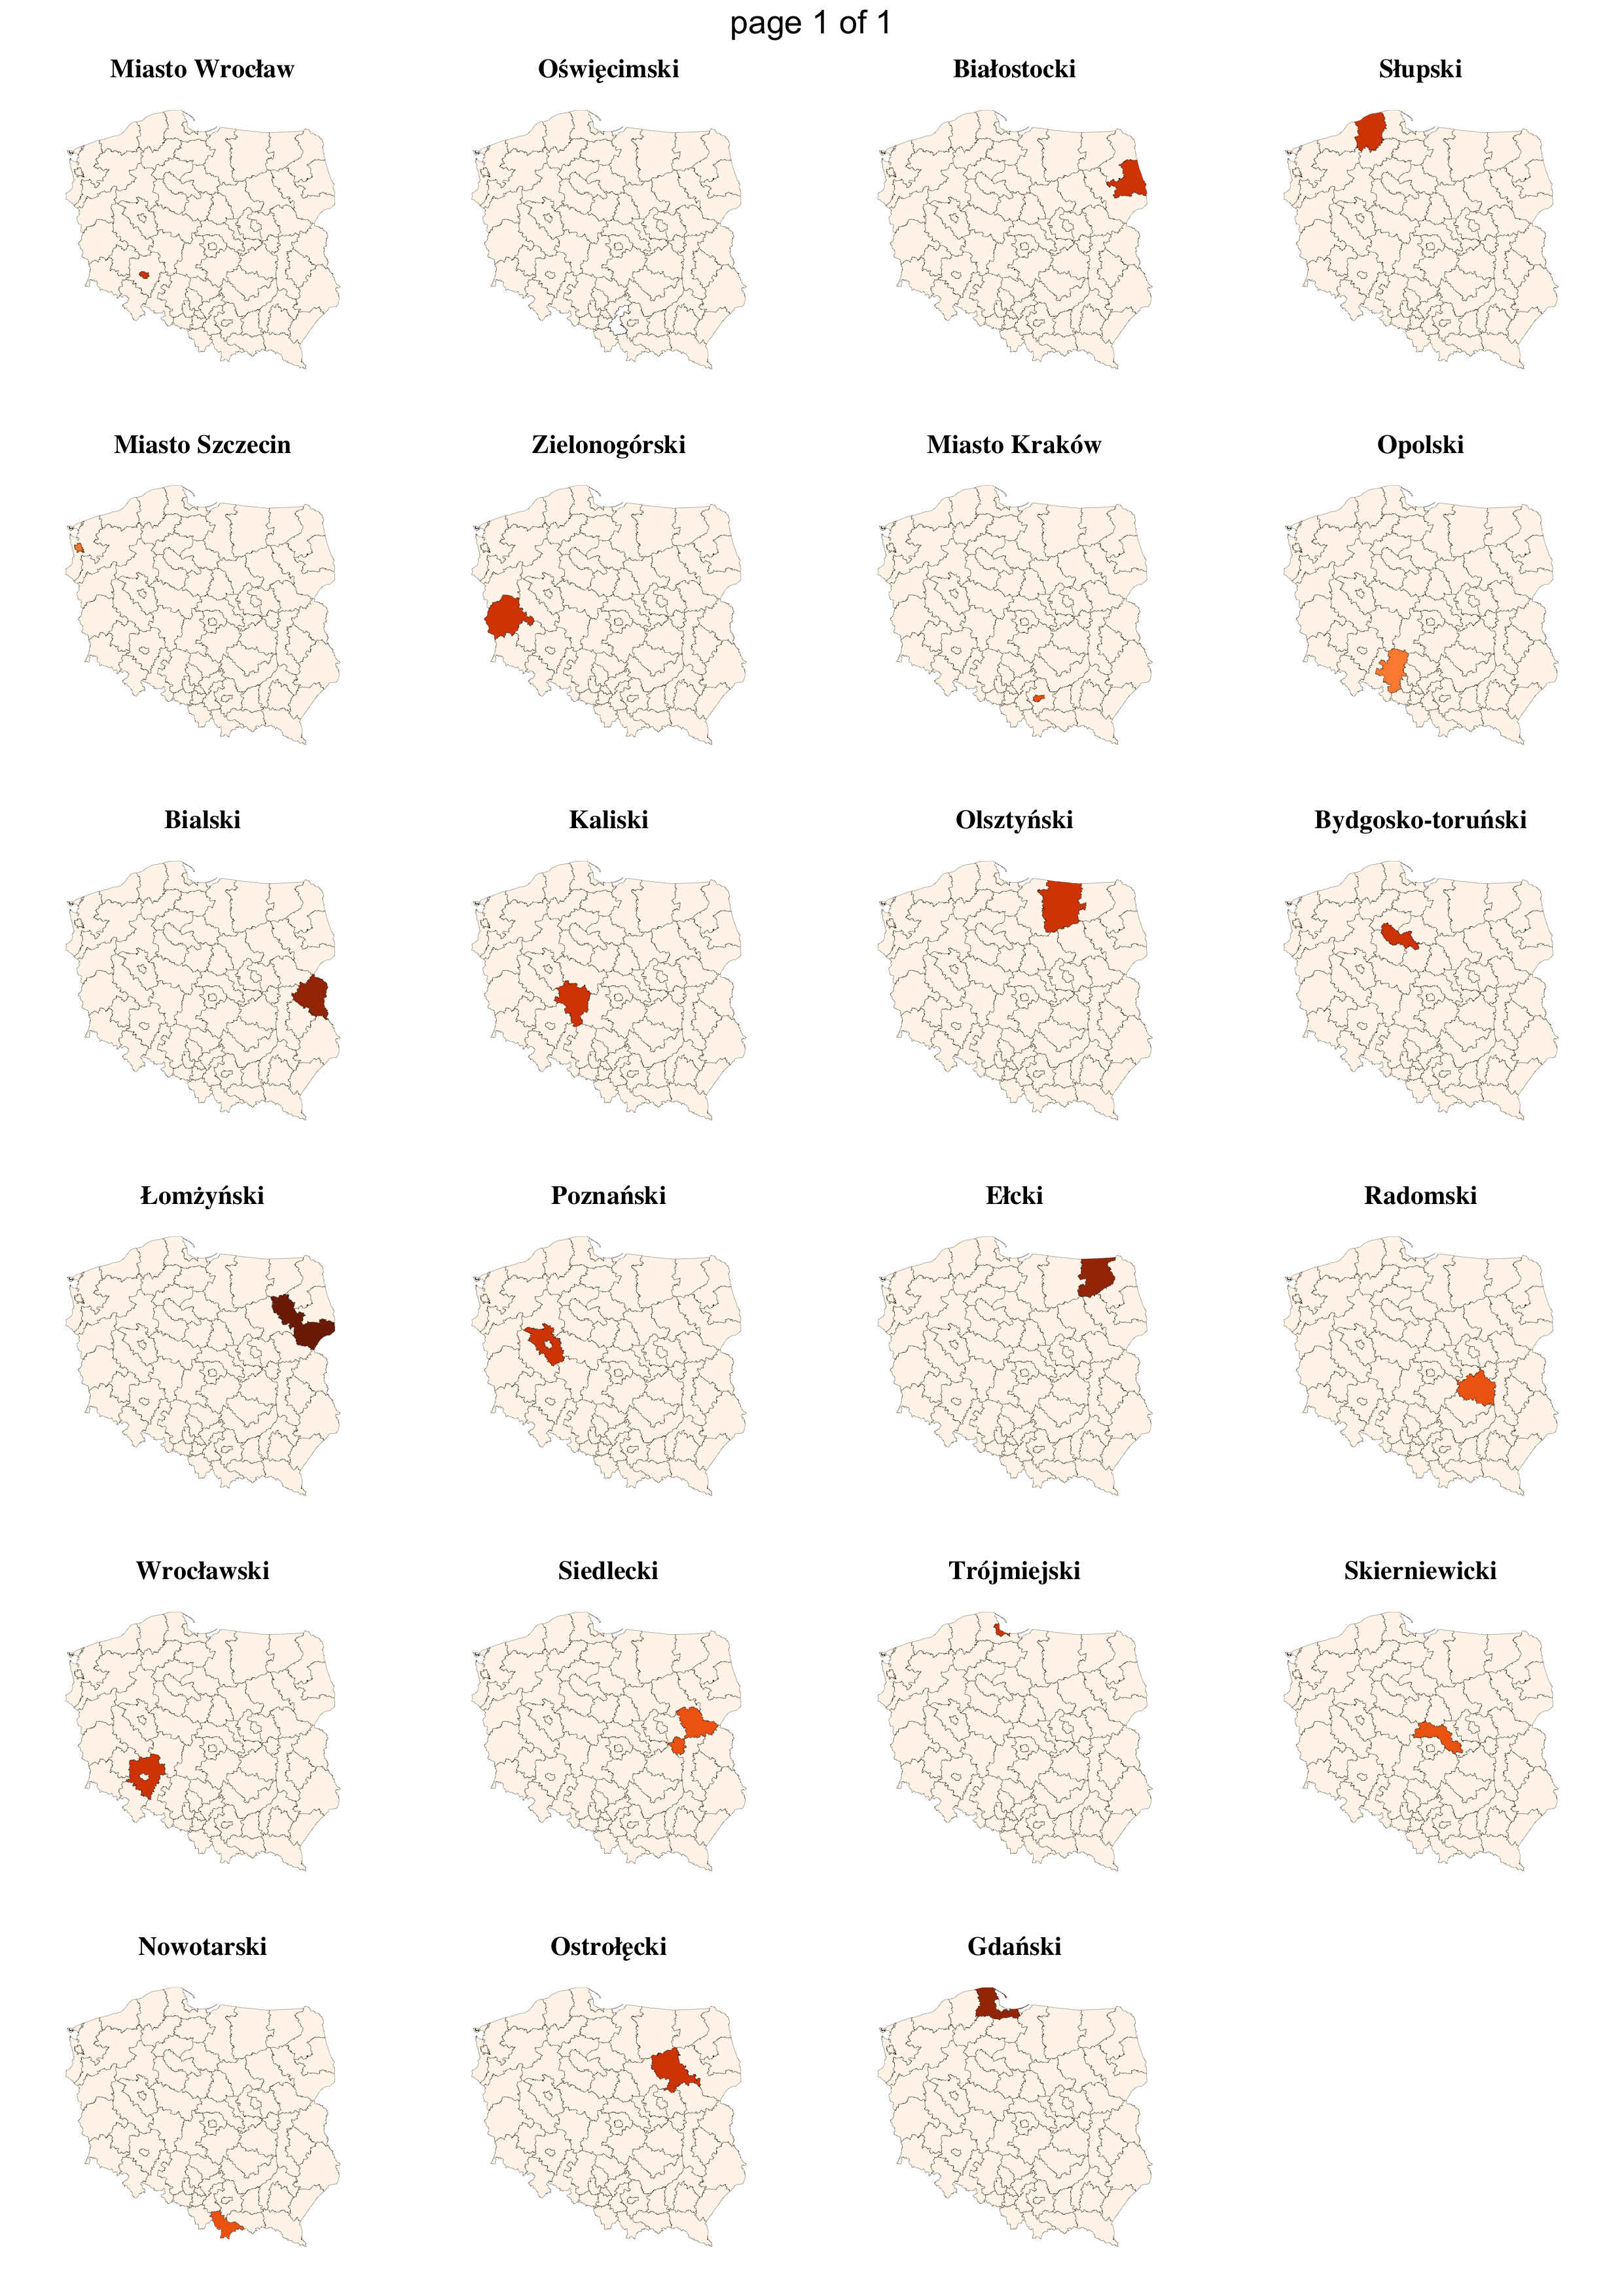 page 1 of 1
Miasto Wrocław
Oświęcimski
Białostocki
Słupski
Miasto Szczecin
Zielonogórski
Miasto Kraków
Opolski
Bialski
Kaliski
Olsztyński
Bydgosko-toruński
Łomżyński
Poznański
Ełcki
Radomski
Wrocławski
Siedlecki
Trójmiejski
Skierniewicki
Nowotarski
Ostrołęcki
Gdański